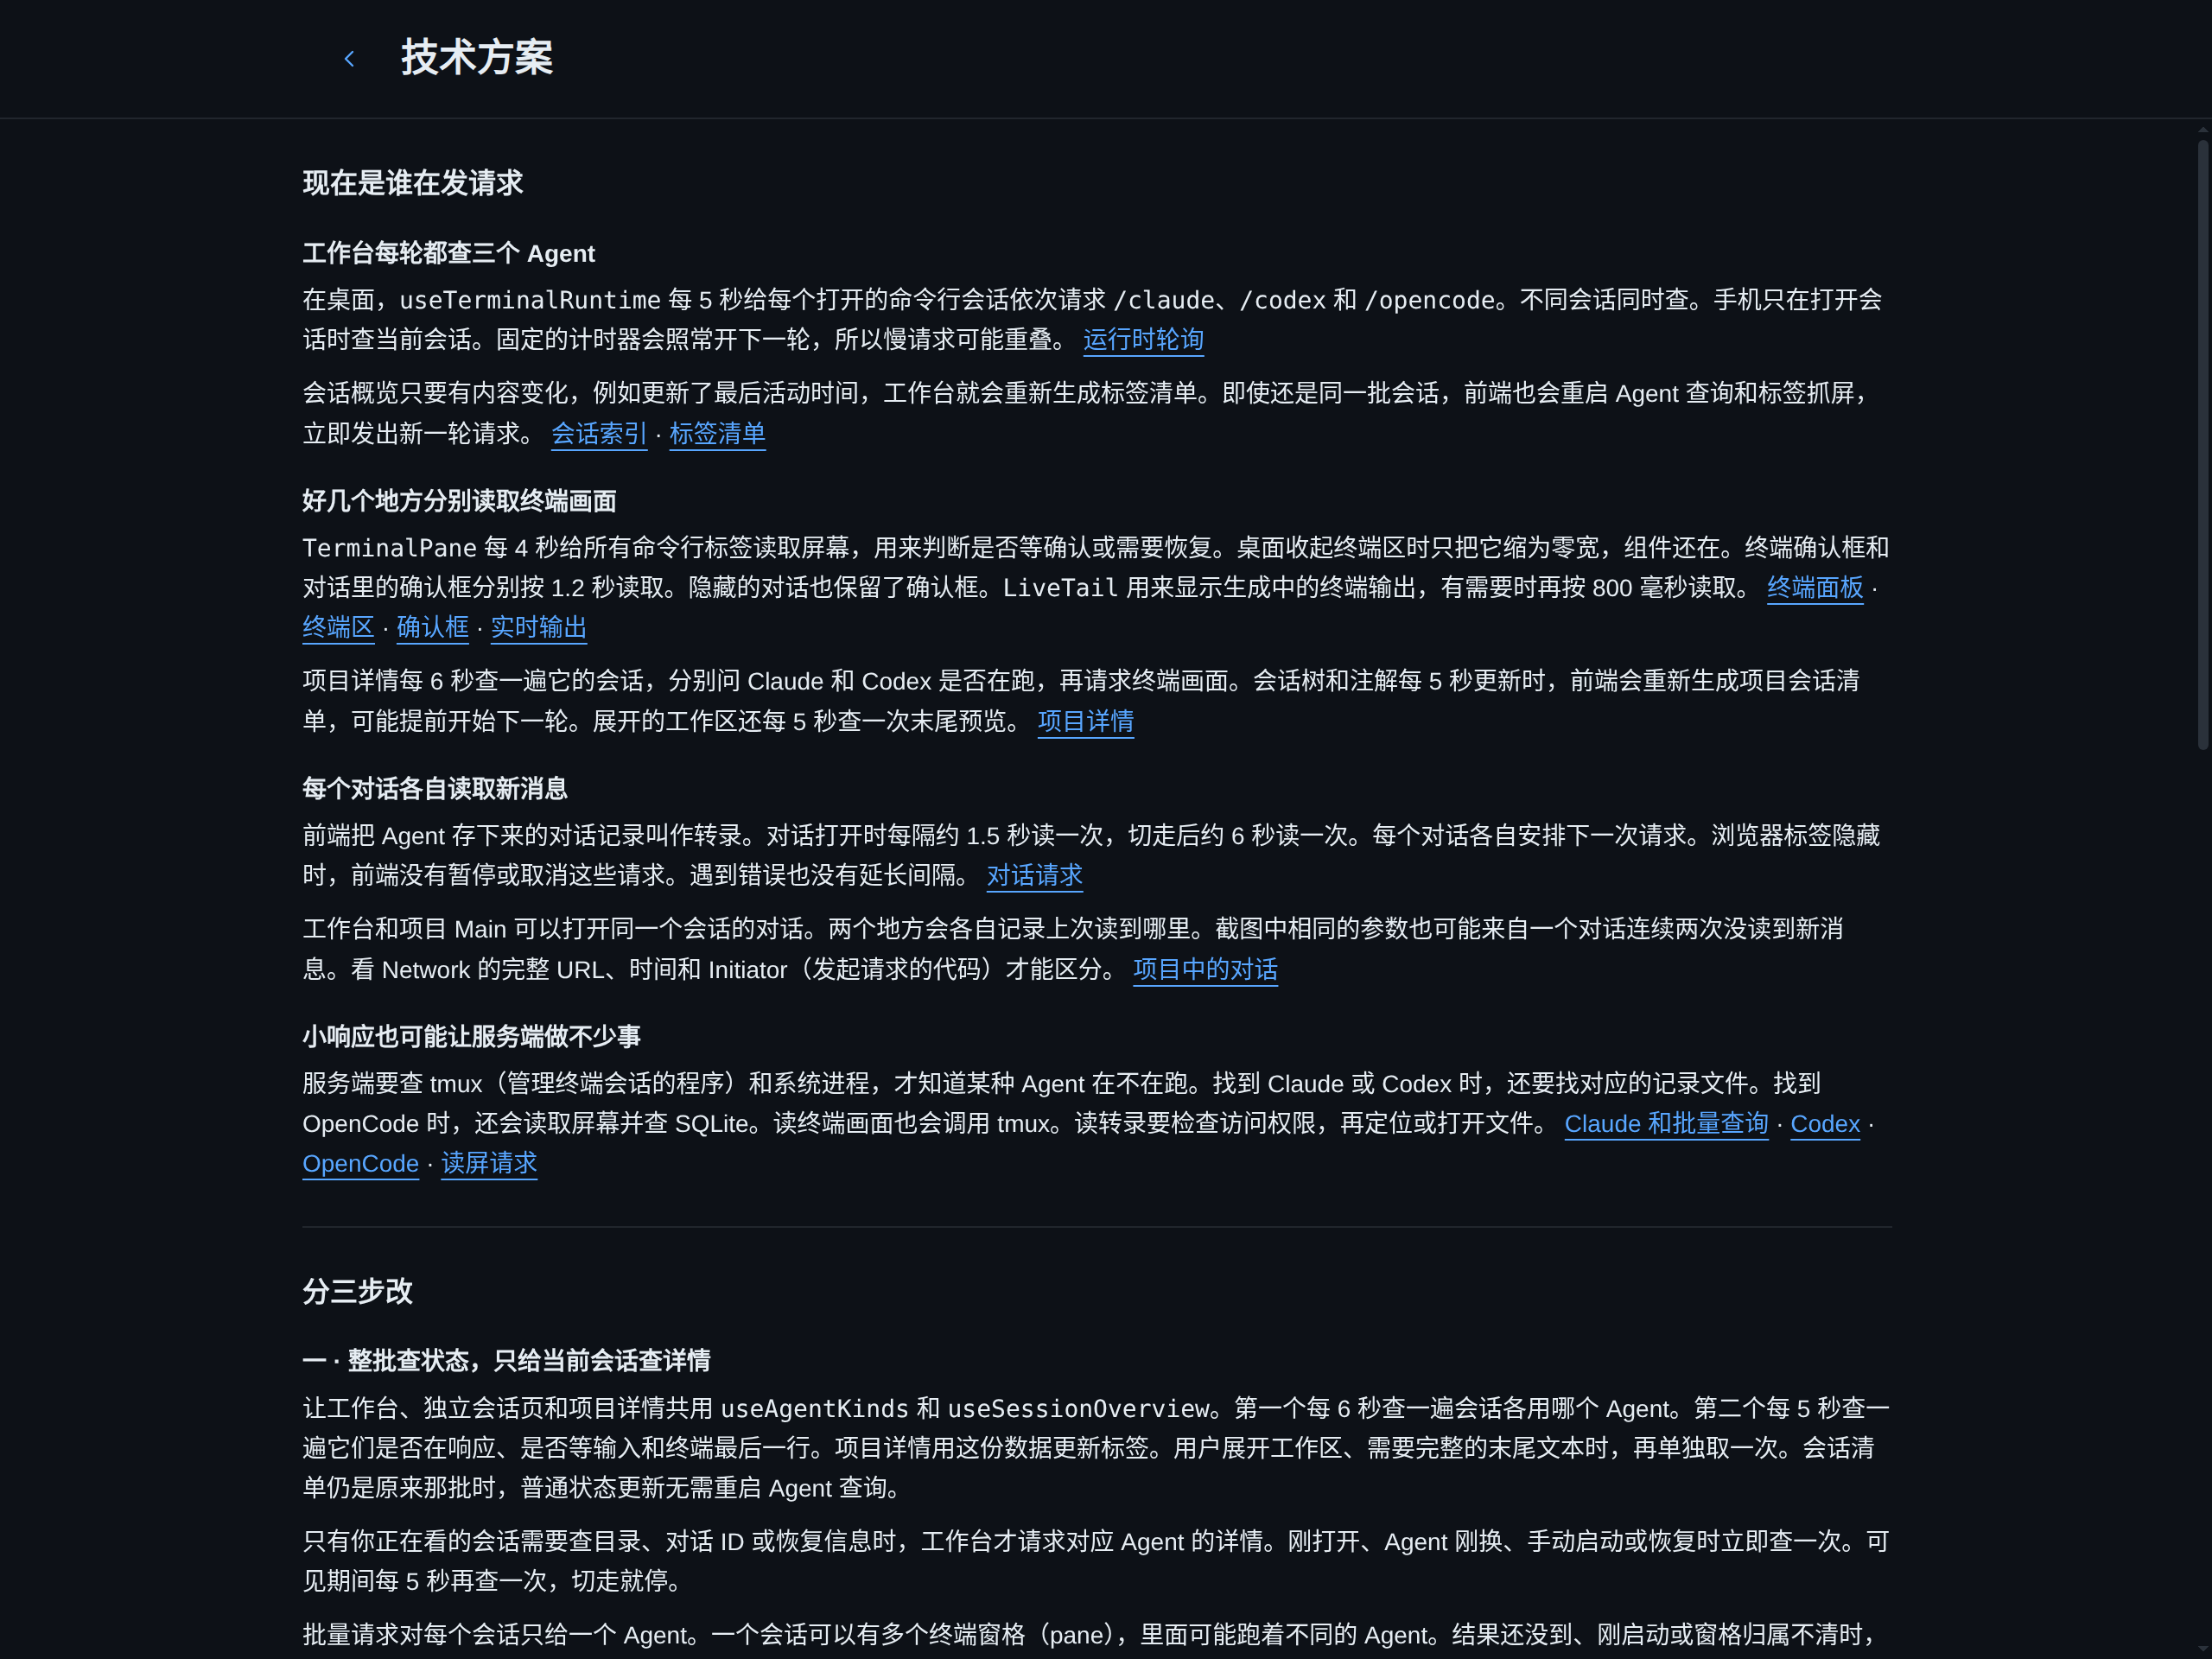 技术方案
现在是谁在发请求
工作台每轮都查三个 Agent
在桌面，useTerminalRuntime 每 5 秒给每个打开的命令行会话依次请求 /claude、/codex 和 /opencode。不同会话同时查。手机只在打开会
话时查当前会话。固定的计时器会照常开下一轮，所以慢请求可能重叠。 运行时轮询
会话概览只要有内容变化，例如更新了最后活动时间，工作台就会重新生成标签清单。即使还是同一批会话，前端也会重启 Agent 查询和标签抓屏，
立即发出新一轮请求。 会话索引 · 标签清单
好几个地方分别读取终端画面
TerminalPane 每 4 秒给所有命令行标签读取屏幕，用来判断是否等确认或需要恢复。桌面收起终端区时只把它缩为零宽，组件还在。终端确认框和
对话里的确认框分别按 1.2 秒读取。隐藏的对话也保留了确认框。LiveTail 用来显示生成中的终端输出，有需要时再按 800 毫秒读取。 终端面板 ·
终端区 · 确认框 · 实时输出
项目详情每 6 秒查一遍它的会话，分别问 Claude 和 Codex 是否在跑，再请求终端画面。会话树和注解每 5 秒更新时，前端会重新生成项目会话清
单，可能提前开始下一轮。展开的工作区还每 5 秒查一次末尾预览。 项目详情
每个对话各自读取新消息
前端把 Agent 存下来的对话记录叫作转录。对话打开时每隔约 1.5 秒读一次，切走后约 6 秒读一次。每个对话各自安排下一次请求。浏览器标签隐藏
时，前端没有暂停或取消这些请求。遇到错误也没有延长间隔。 对话请求
工作台和项目 Main 可以打开同一个会话的对话。两个地方会各自记录上次读到哪里。截图中相同的参数也可能来自一个对话连续两次没读到新消
息。看 Network 的完整 URL、时间和 Initiator（发起请求的代码）才能区分。 项目中的对话
小响应也可能让服务端做不少事
服务端要查 tmux（管理终端会话的程序）和系统进程，才知道某种 Agent 在不在跑。找到 Claude 或 Codex 时，还要找对应的记录文件。找到
OpenCode 时，还会读取屏幕并查 SQLite。读终端画面也会调用 tmux。读转录要检查访问权限，再定位或打开文件。 Claude 和批量查询 · Codex ·
OpenCode · 读屏请求
分三步改
一 · 整批查状态，只给当前会话查详情
让工作台、独立会话页和项目详情共用 useAgentKinds 和 useSessionOverview。第一个每 6 秒查一遍会话各用哪个 Agent。第二个每 5 秒查一
遍它们是否在响应、是否等输入和终端最后一行。项目详情用这份数据更新标签。用户展开工作区、需要完整的末尾文本时，再单独取一次。会话清
单仍是原来那批时，普通状态更新无需重启 Agent 查询。
只有你正在看的会话需要查目录、对话 ID 或恢复信息时，工作台才请求对应 Agent 的详情。刚打开、Agent 刚换、手动启动或恢复时立即查一次。可
见期间每 5 秒再查一次，切走就停。
批量请求对每个会话只给一个 Agent。一个会话可以有多个终端窗格（pane），里面可能跑着不同的 Agent。结果还没到、刚启动或窗格归属不清时，